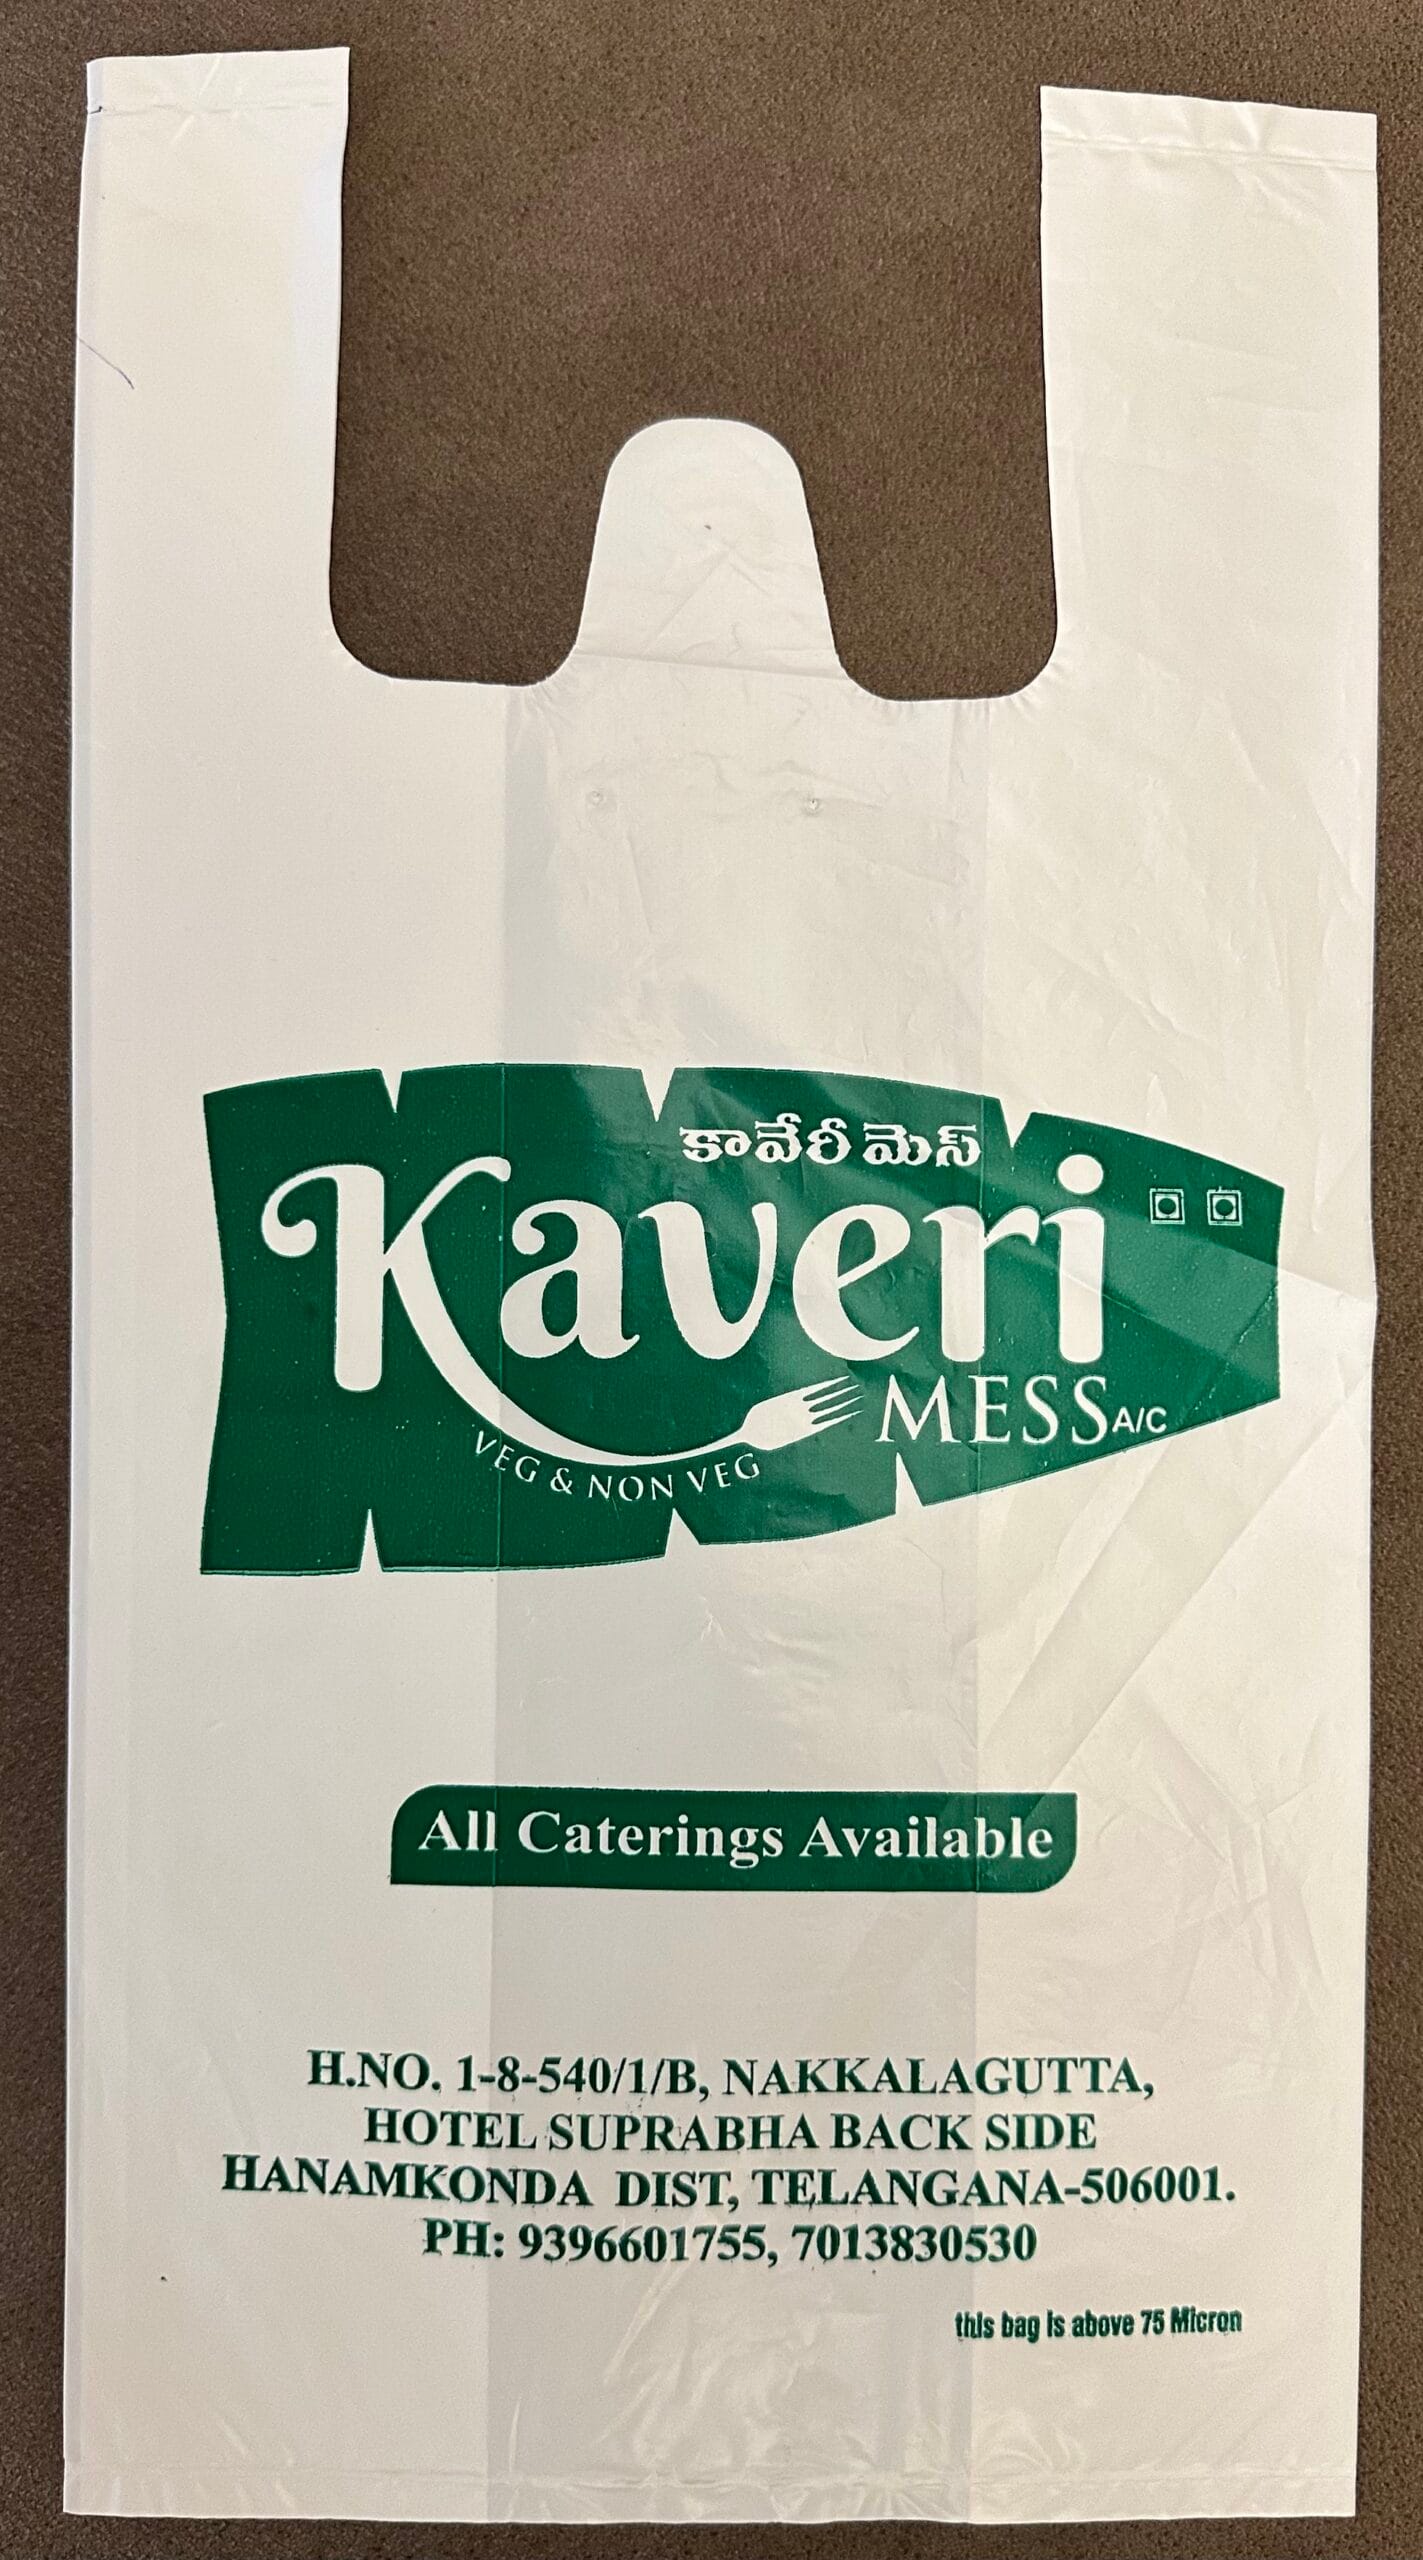 కావేరి మెస్
Kaveri
MESS A/C
VEG & NON VEG
All Caterings Available
H.NO. 1-8-540/1/B, NAKKALAGUTTA,
HOTEL SUPRABHA BACK SIDE
HANAMKONDA DIST, TELANGANA-506001.
PH: 9396601755, 7013830530
this bag is above 75 Micron